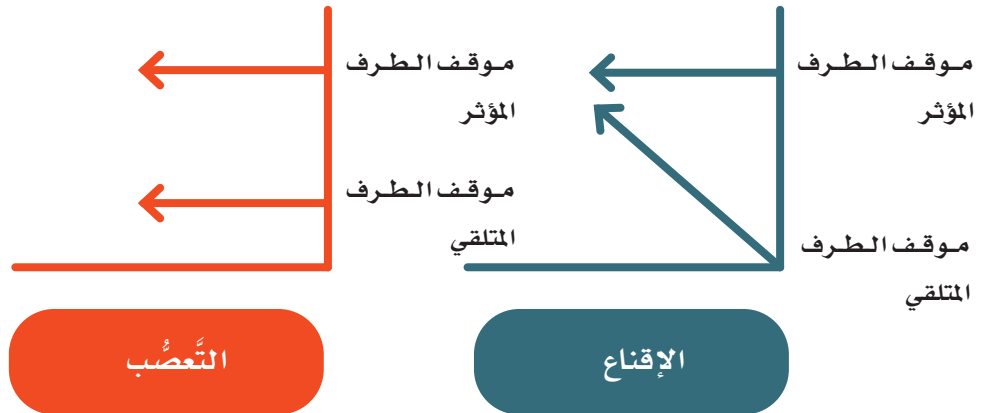 موقف الطرف
المؤثر
موقف الطرف
المتلقي
الإقناع
موقف الطرف
المؤثر
موقف الطرف
المتلقي
التَّعصُّب